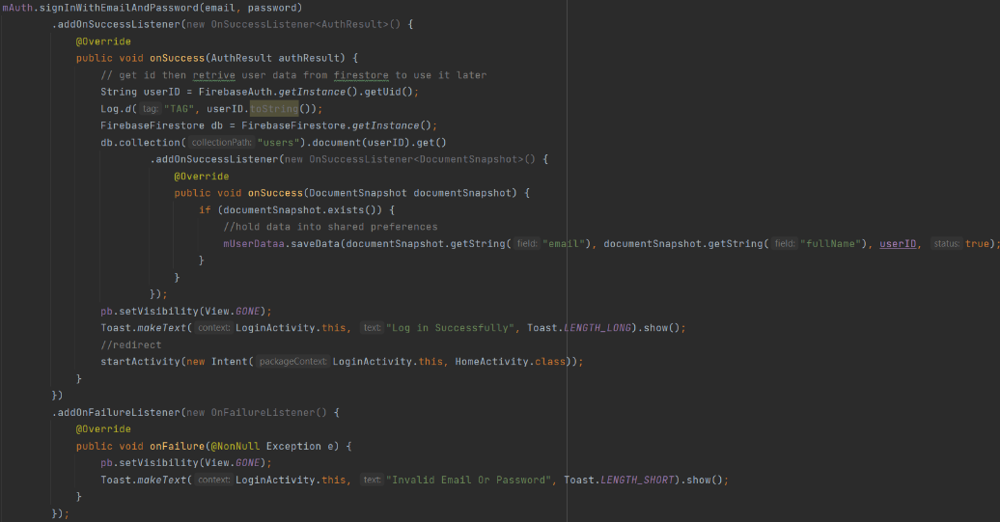 mAuth.signInWithEmailAndPassword(email, password)
.addOnSuccessListener(new OnSuccessListener<AuthResult>() {
@Override
public void onSuccess(AuthResult authResult) {
// get id then retrive user data from firestore to use it later
String userID = FirebaseAuth.getInstance().getUid();
Log.d( tag: "TAG", userID.toString());
FirebaseFirestore db = FirebaseFirestore.getInstance();
db.collection( collectionPath: "users").document(userID).get()
.addOnSuccessListener(new OnSuccessListener<DocumentSnapshot>() {
@Override
public void onSuccess(DocumentSnapshot documentSnapshot) {
if (documentSnapshot.exists()) {
//hold data into shared preferences
mUserDataa.saveData(documentSnapshot.getString( field: "email"), documentSnapshot.getString( field: "fullName"), userID, status: true);
}
}
});
pb.setVisibility(View.GONE);
Toast.makeText( context: LoginActivity.this, text: "Log in Successfully", Toast.LENGTH_LONG).show();
//redirect
startActivity(new Intent( packageContext: LoginActivity.this, HomeActivity.class));
}
})
.addOnFailureListener(new OnFailureListener() {
@Override
public void onFailure(@NonNull Exception e) {
pb.setVisibility(View.GONE);
Toast.makeText( context: LoginActivity.this, text: "Invalid Email Or Password", Toast.LENGTH_SHORT).show();
}
});